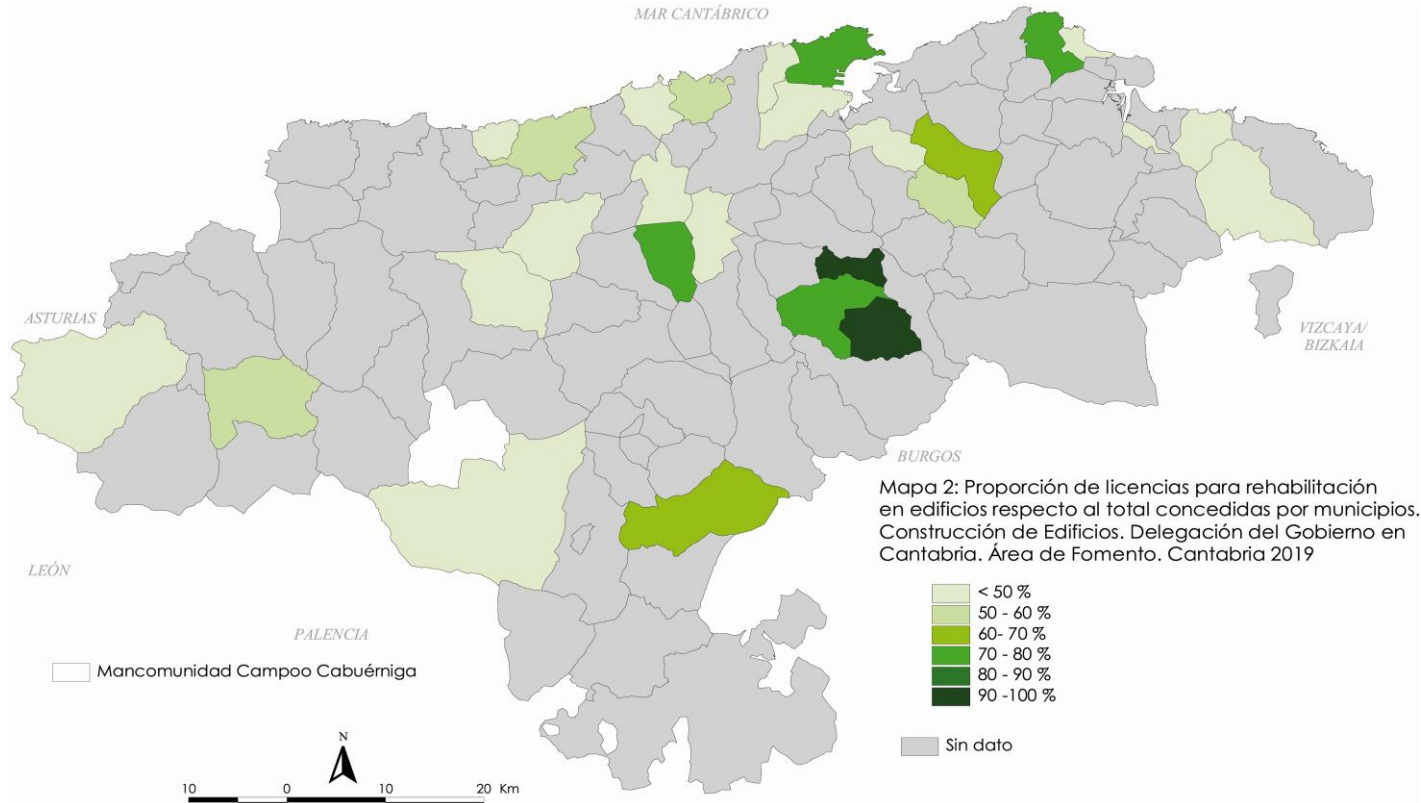 MAR CANTÁBRICO
ASTURIAS
VIZCAYA/
BIZKAIA
BURGOS
LEÓN
PALENCIA
Mapa 2: Proporción de licencias para rehabilitación
en edificios respecto al total concedidas por municipios.
Construcción de Edificios. Delegación del Gobierno en
Cantabria. Área de Fomento. Cantabria 2019
< 50 %
50 - 60 %
60- 70 %
70 - 80 %
80 - 90 %
90 -100 %
Sin dato
Mancomunidad Campoo Cabuérniga
N
10 0 10 20 Km